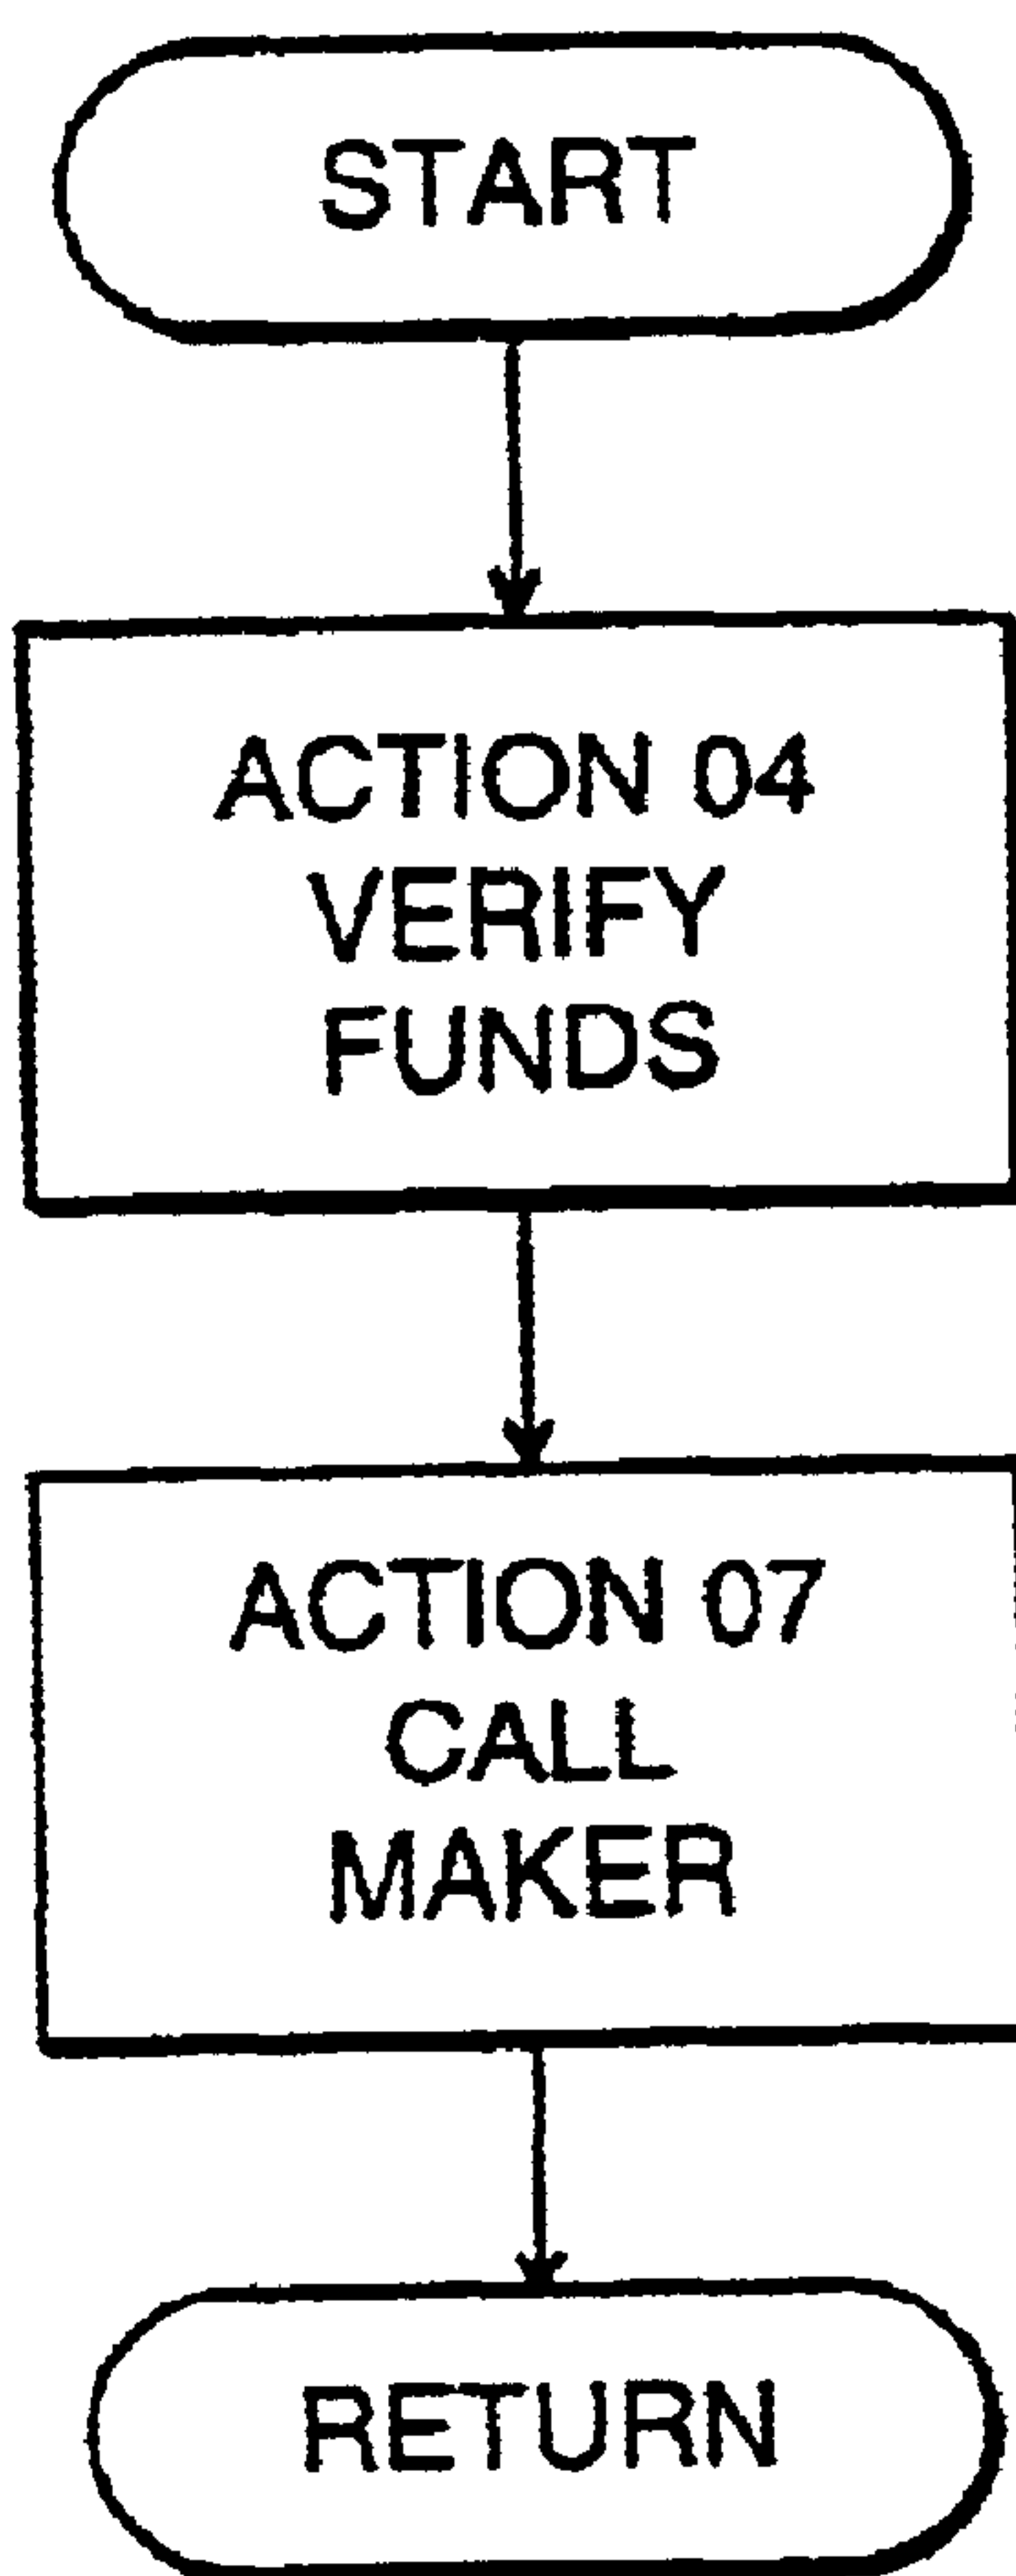 START
ACTION 04
VERIFY
FUNDS
ACTION 07
CALL
MAKER
RETURN